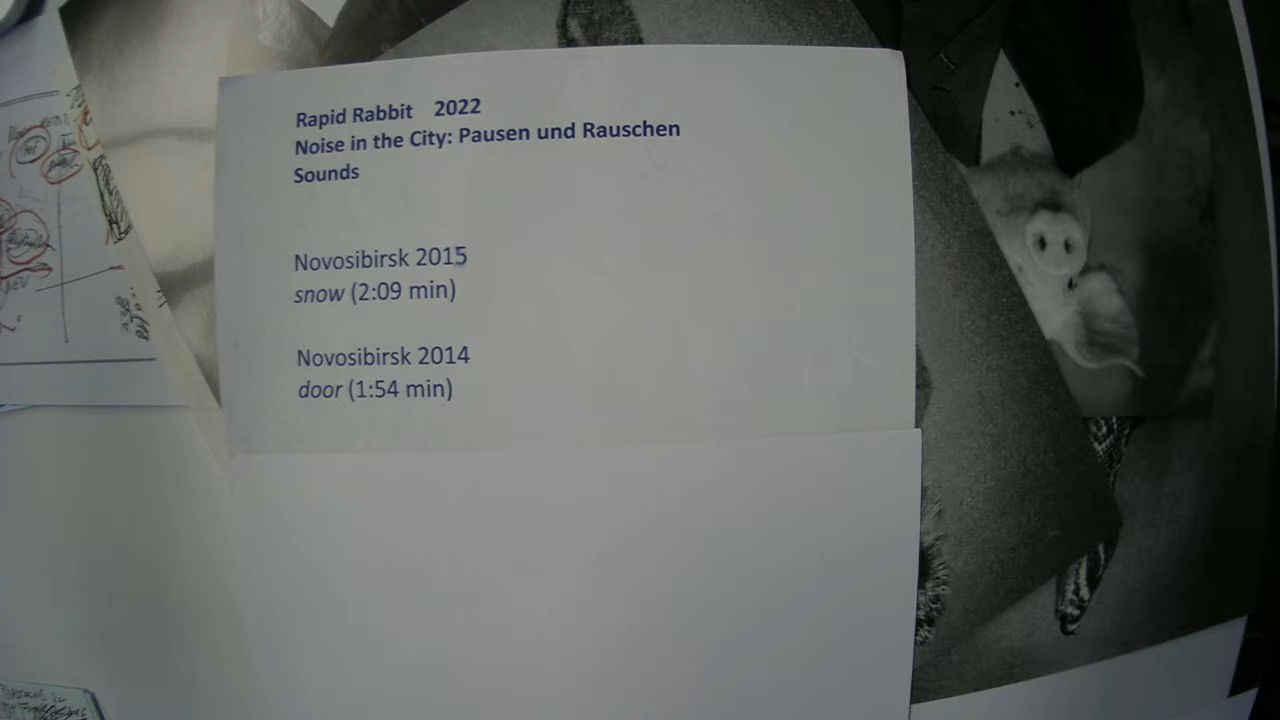 Rapid Rabbit 2022
Noise in the City: Pausen und Rauschen
Sounds
Novosibirsk 2015
snow (2:09 min)
Novosibirsk 2014
door (1:54 min)